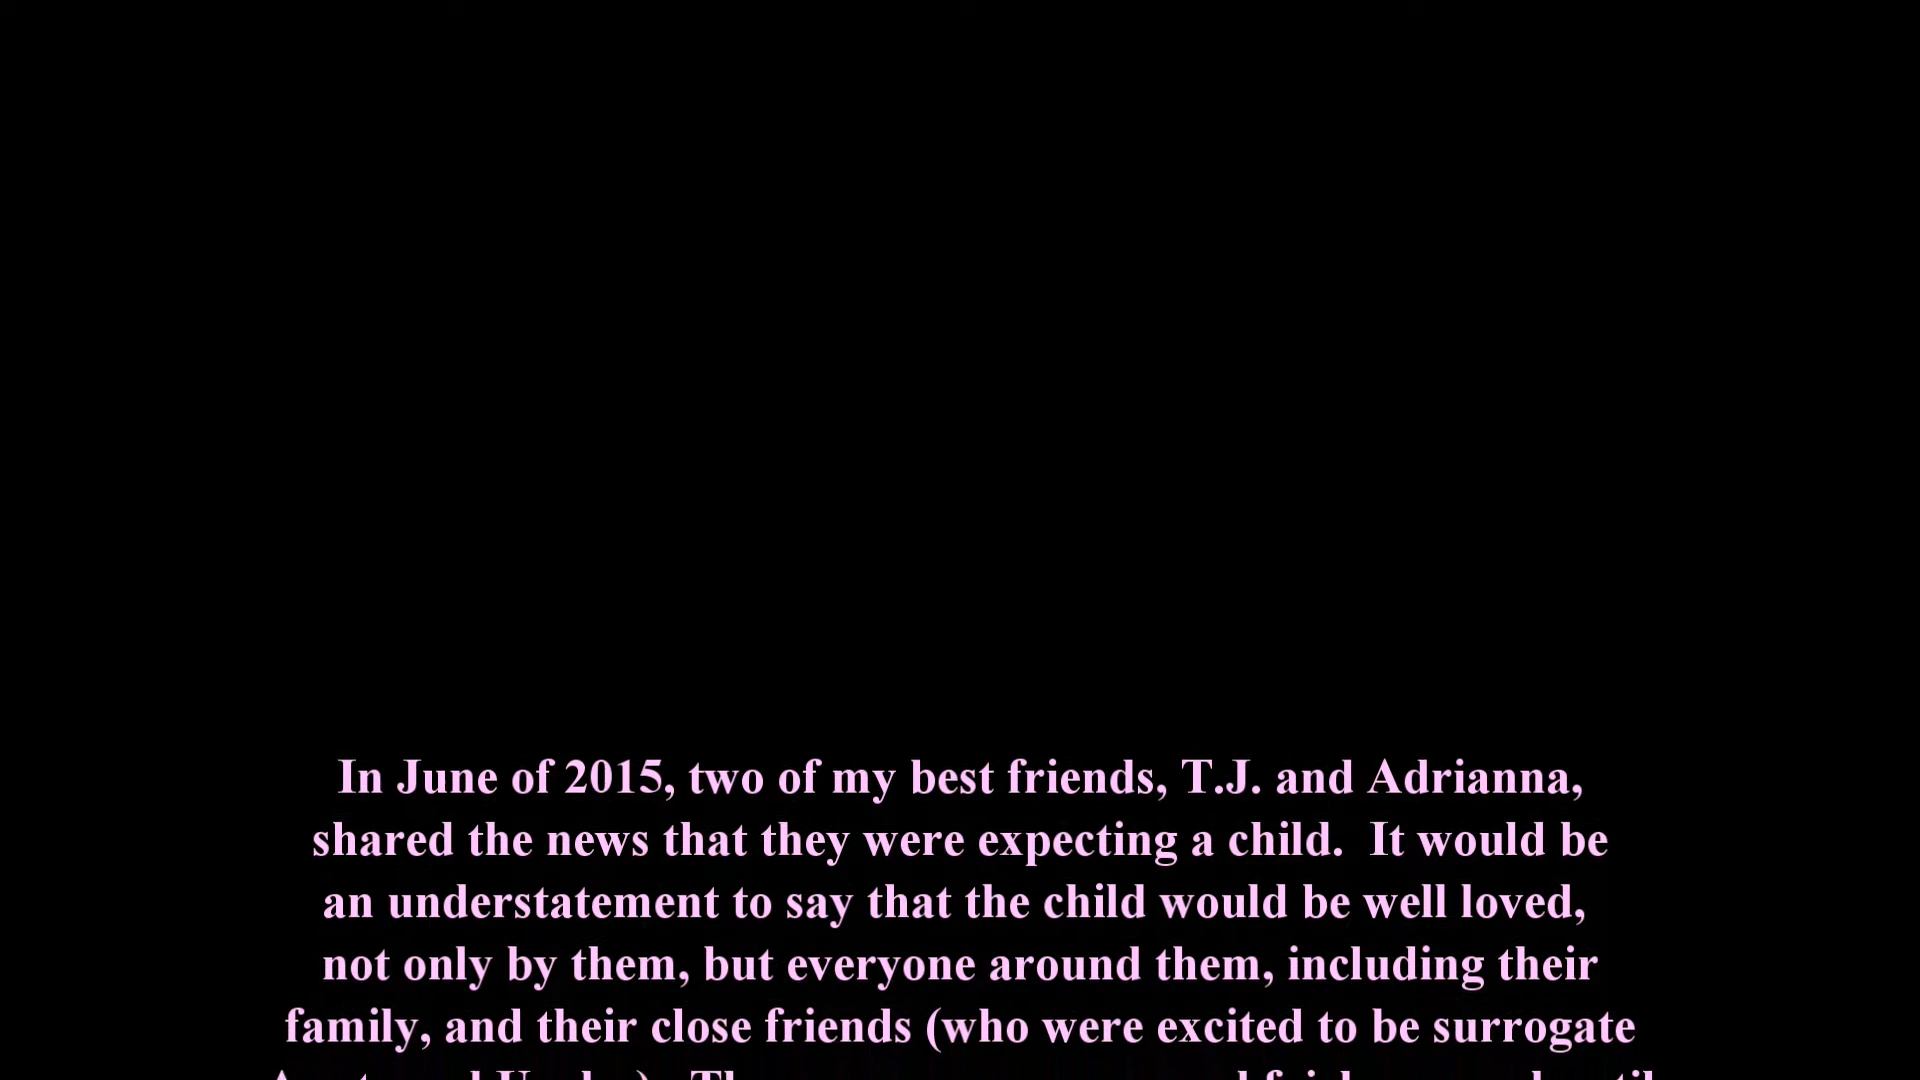 In June of 2015, two of my best friends, T.J. and Adrianna,
shared the news that they were expecting a child.  It would be
an understatement to say that the child would be well loved,
not only by them, but everyone around them, including their
family, and their close friends (who were excited to be surrogate